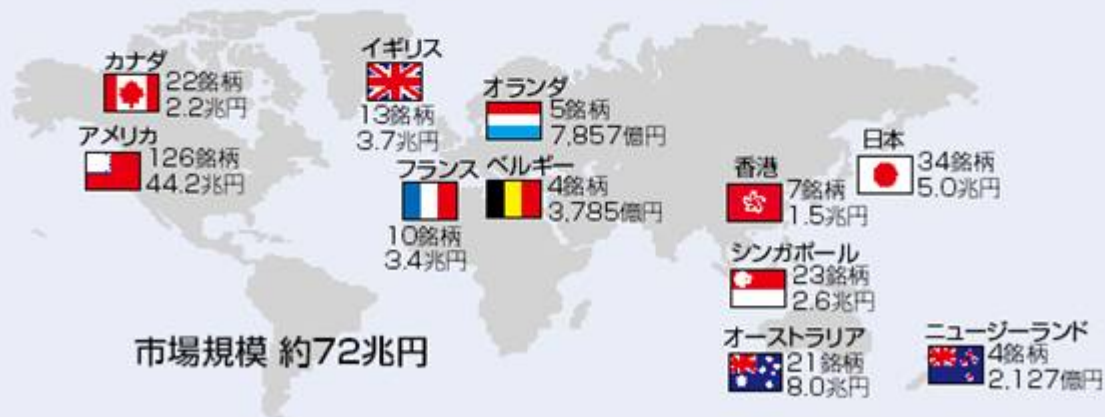 カナダ
22銘柄
2.2兆円
アメリカ
126銘柄
44.2兆円
イギリス
13銘柄
3.7兆円
オランダ
5銘柄
7,857億円
フランス
10銘柄
3.4兆円
ベルギー
4銘柄
3,785億円
香港
7銘柄
1.5兆円
日本
34銘柄
5.0兆円
シンガポール
23銘柄
2.6兆円
オーストラリア
21銘柄
8.0兆円
ニュージーランド
4銘柄
2,127億円
市場規模 約72兆円